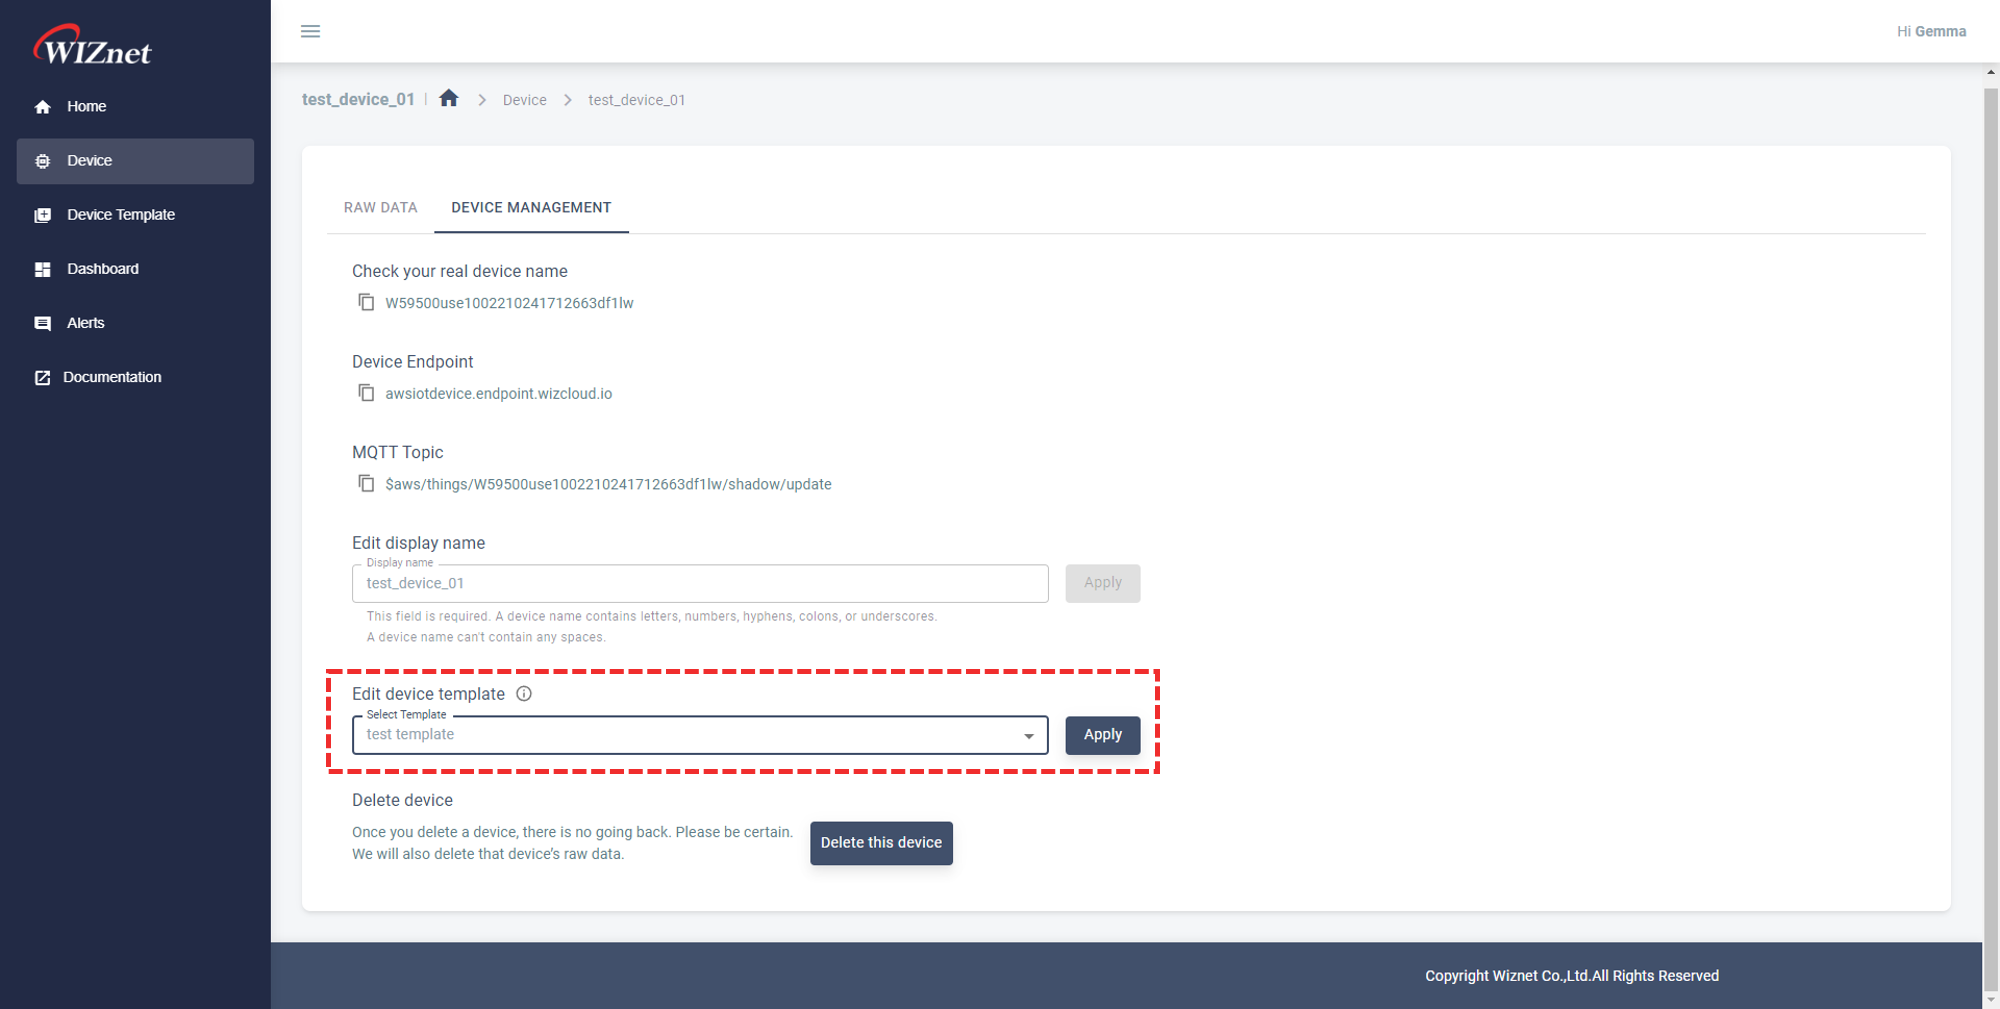 WIZnet
Home
Device
Device Template
Dashboard
Alerts
Documentation
Hi Gemma
test_device_01 | > Device > test_device_01
RAW DATA
DEVICE MANAGEMENT
Check your real device name
W59500use1002210241712663df1lw
Device Endpoint
awsiotdevice.endpoint.wizcloud.io
MQTT Topic
$aws/things/W59500use1002210241712663df1lw/shadow/update
Edit display name
Display name
test_device_01
Apply
This field is required. A device name contains letters, numbers, hyphens, colons, or underscores.
A device name can't contain any spaces.
Edit device template
Select Template
test template
Apply
Delete device
Once you delete a device, there is no going back. Please be certain.
We will also delete that device’s raw data.
Delete this device
Copyright Wiznet Co.,Ltd.All Rights Reserved